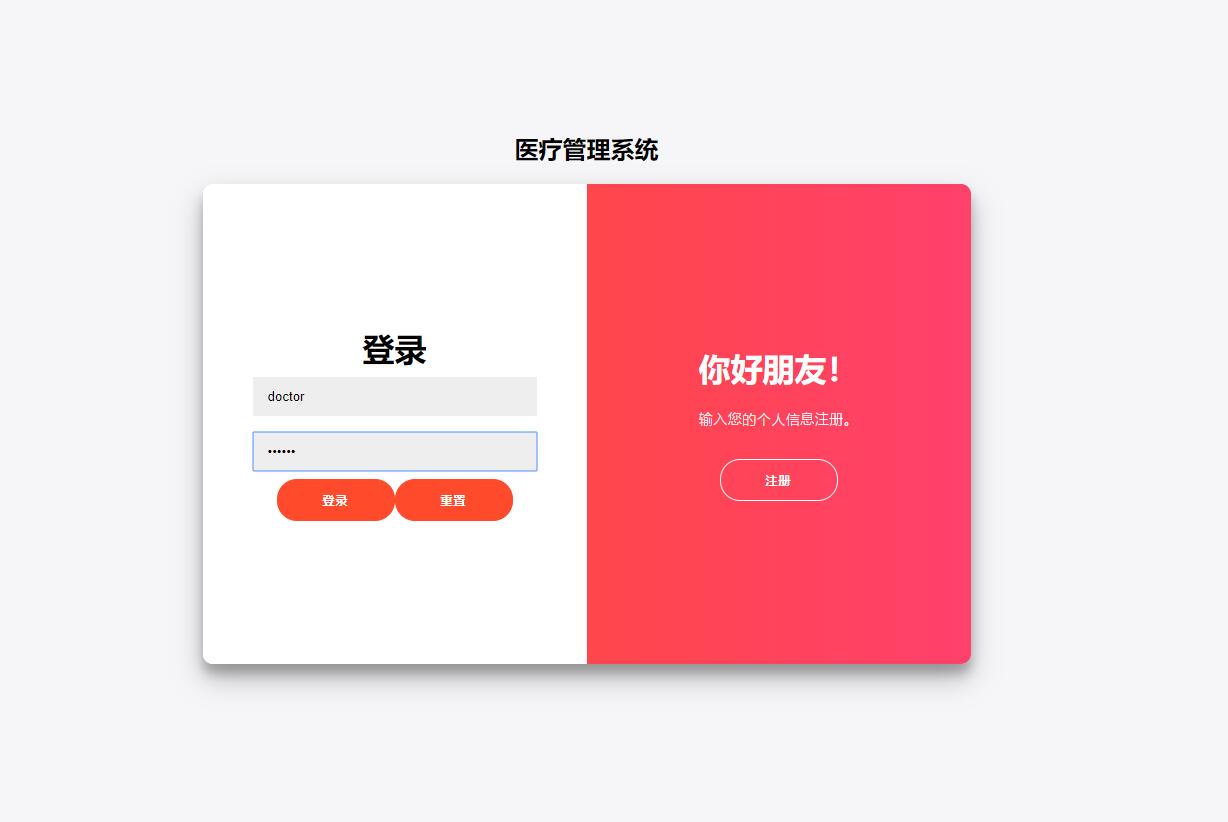 医疗管理系统
登录
doctor
••••••
登录 重置
你好朋友！
输入您的个人信息注册。
注册